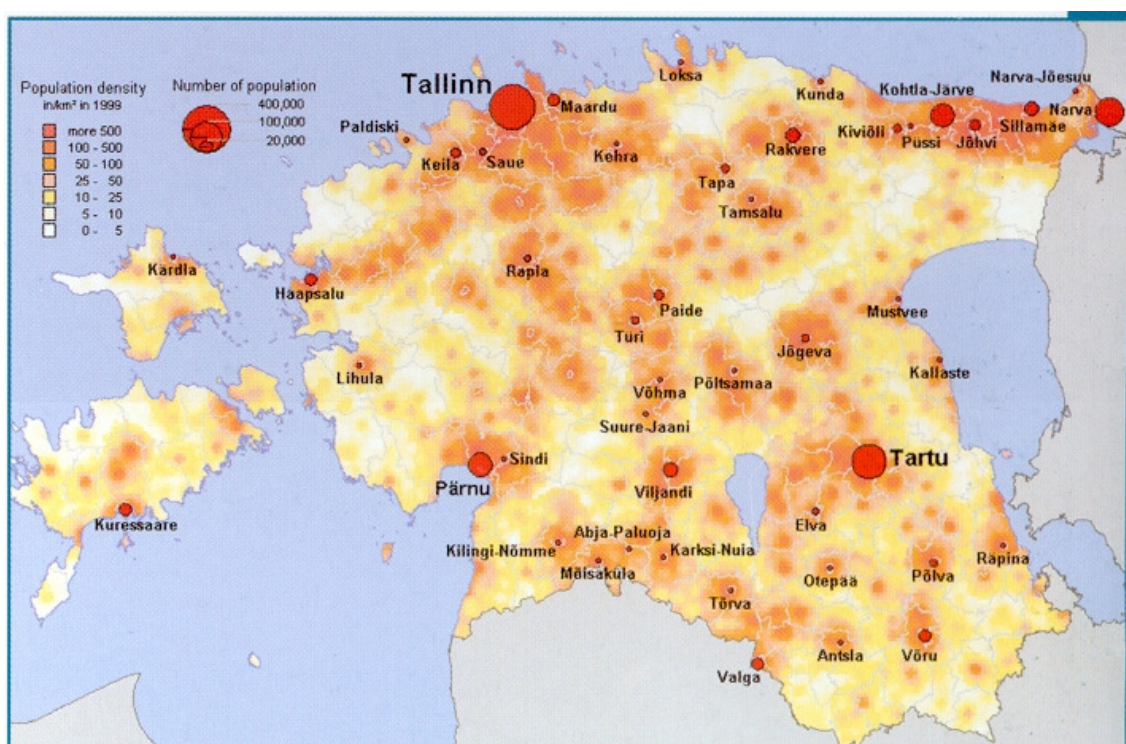 Population density
in/km² in 1999
more 500
100 - 500
50 - 100
25 - 50
10 - 25
5 - 10
0 - 5
Number of population
400,000
100,000
20,000
Tallinn
Maardu
Loksa
Kunda
Kohtla-Järve
Narva-Jõesuu
Narva
Sillamäe
Paldiski
Keila
Saue
Kehra
Rakvere
Kiviõli
Pussi
Jõhvi
Tapa
Tamsalu
Kärdla
Haapsalu
Rapla
Paide
Turi
Mustvee
Jõgeva
Lihula
Võhma
Põltsamaa
Kallaste
Suure-Jaani
Pärnu
Sindi
Viljandi
Tartu
Kuressaare
Elva
Kilingi-Nõmme
Abja-Paluoja
Karksi-Nuia
Mõisaküla
Otepää
Põlva
Räpina
Tõrva
Valga
Antsla
Võru